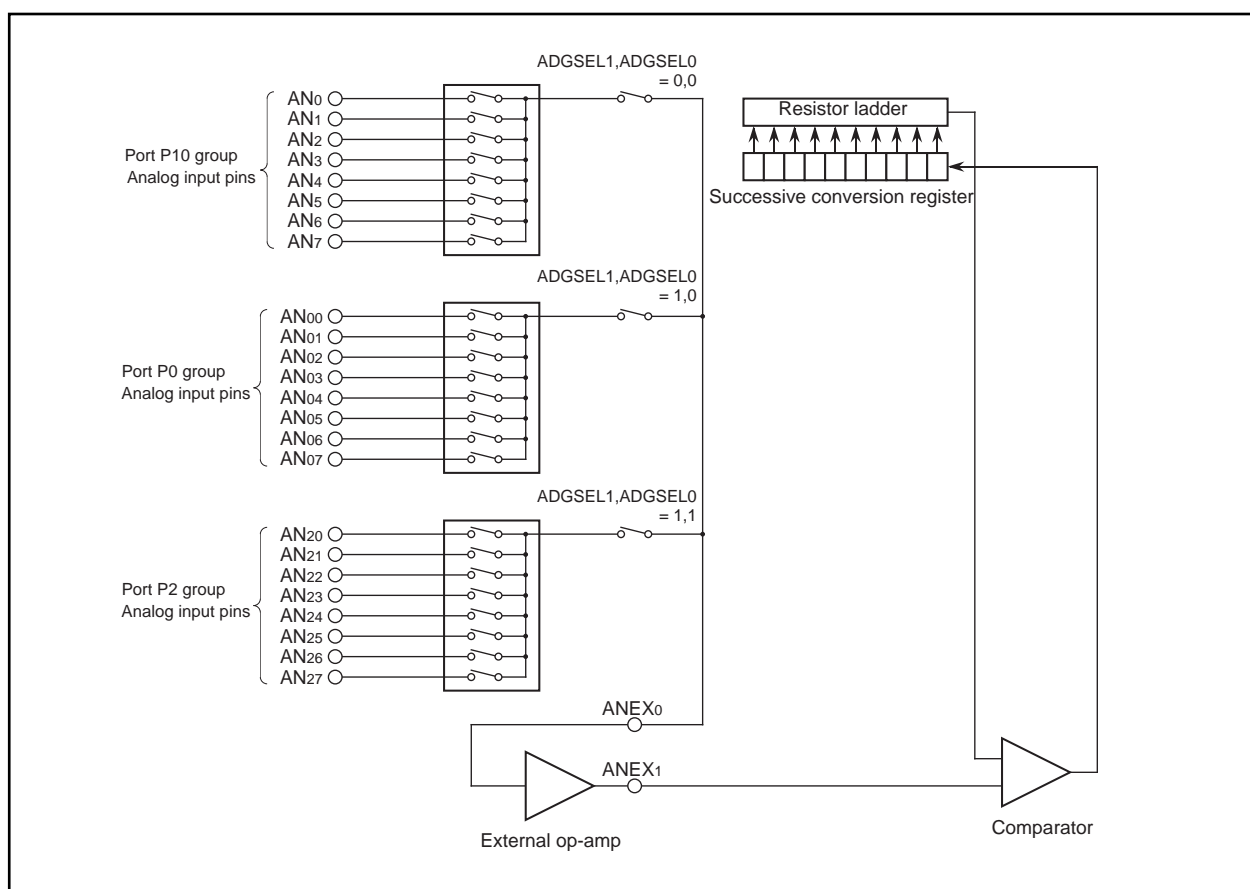 ADGSEL1,ADGSEL0
= 0,0
Port P10 group
Analog input pins
AN0
AN1
AN2
AN3
AN4
AN5
AN6
AN7
Resistor ladder
Successive conversion register
ADGSEL1,ADGSEL0
= 1,0
Port P0 group
Analog input pins
AN00
AN01
AN02
AN03
AN04
AN05
AN06
AN07
ADGSEL1,ADGSEL0
= 1,1
Port P2 group
Analog input pins
AN20
AN21
AN22
AN23
AN24
AN25
AN26
AN27
ANEX0
ANEX1
External op-amp
Comparator